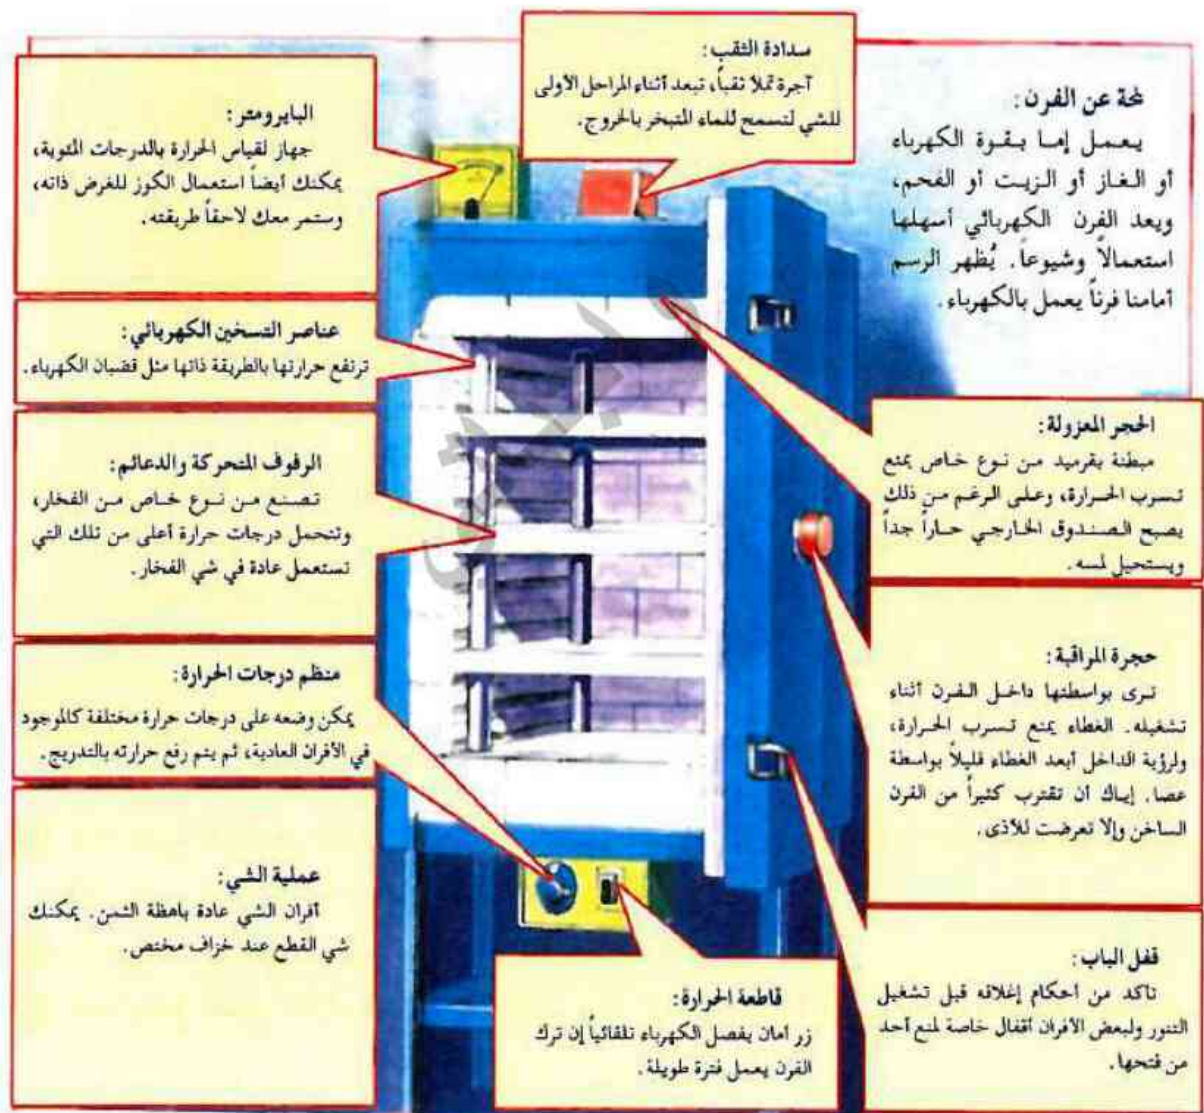 لمحة عن الفرن:
يعمل إما بقوة الكهرباء
أو الغاز أو الزيت أو الفحم،
ويعد الفرن الكهربائي أسهلها
استعمالاً وشيوعاً. يُظهر الرسم
أمامنا فرناً يعمل بالكهرباء.
سدادة الثقب:
آجرة تملأ ثقباً، تبعد أثناء المراحل الأولى
للشي لتسمح للماء المتبخر بالخروج.
البايرومتر:
جهاز لقياس الحرارة بالدرجات المئوية،
يمكنك أيضاً استعمال الكوز للغرض ذاته،
وستمر معك لاحقاً طريقته.
عناصر التسخين الكهربائي:
ترتفع حرارتها بالطريقة ذاتها مثل قضبان الكهرباء.
الحجر المعزولة:
مبطنة بقرميد من نوع خاص يمنع
تسرب الحرارة، وعلى الرغم من ذلك
يصبح الصندوق الخارجي حاراً جداً
ويستحيل لمسه.
الرفوف المتحركة والدعائم:
تصنع من نوع خاص من الفخار،
وتتحمل درجات حرارة أعلى من تلك التي
تستعمل عادة في شي الفخار.
حجرة المراقبة:
ترى بواسطتها داخل الفرن أثناء
تشغيله. الغطاء يمنع تسرب الحرارة،
ولرؤية الداخل أبعد الغطاء قليلاً بواسطة
عصا. إياك أن تقترب كثيراً من الفرن
الساخن وإلا تعرضت للأذى.
منظم درجات الحرارة:
يمكن وضعه على درجات حرارة مختلفة كالموجود
في الأفران العادية، ثم يتم رفع حرارته بالتدريج.
عملية الشي:
أفران الشي عادة باهظة الثمن. يمكنك
شي القطع عند خزاف مختص.
قفل الباب:
تاكد من أحكام إغلاقه قبل تشغيل
التنور ولبعض الأفران أقفال خاصة لمنع أحد
من فتحها.
قاطعة الحرارة:
زر أمان يفصل الكهرباء تلقائياً إن ترك
الفرن يعمل فترة طويلة.